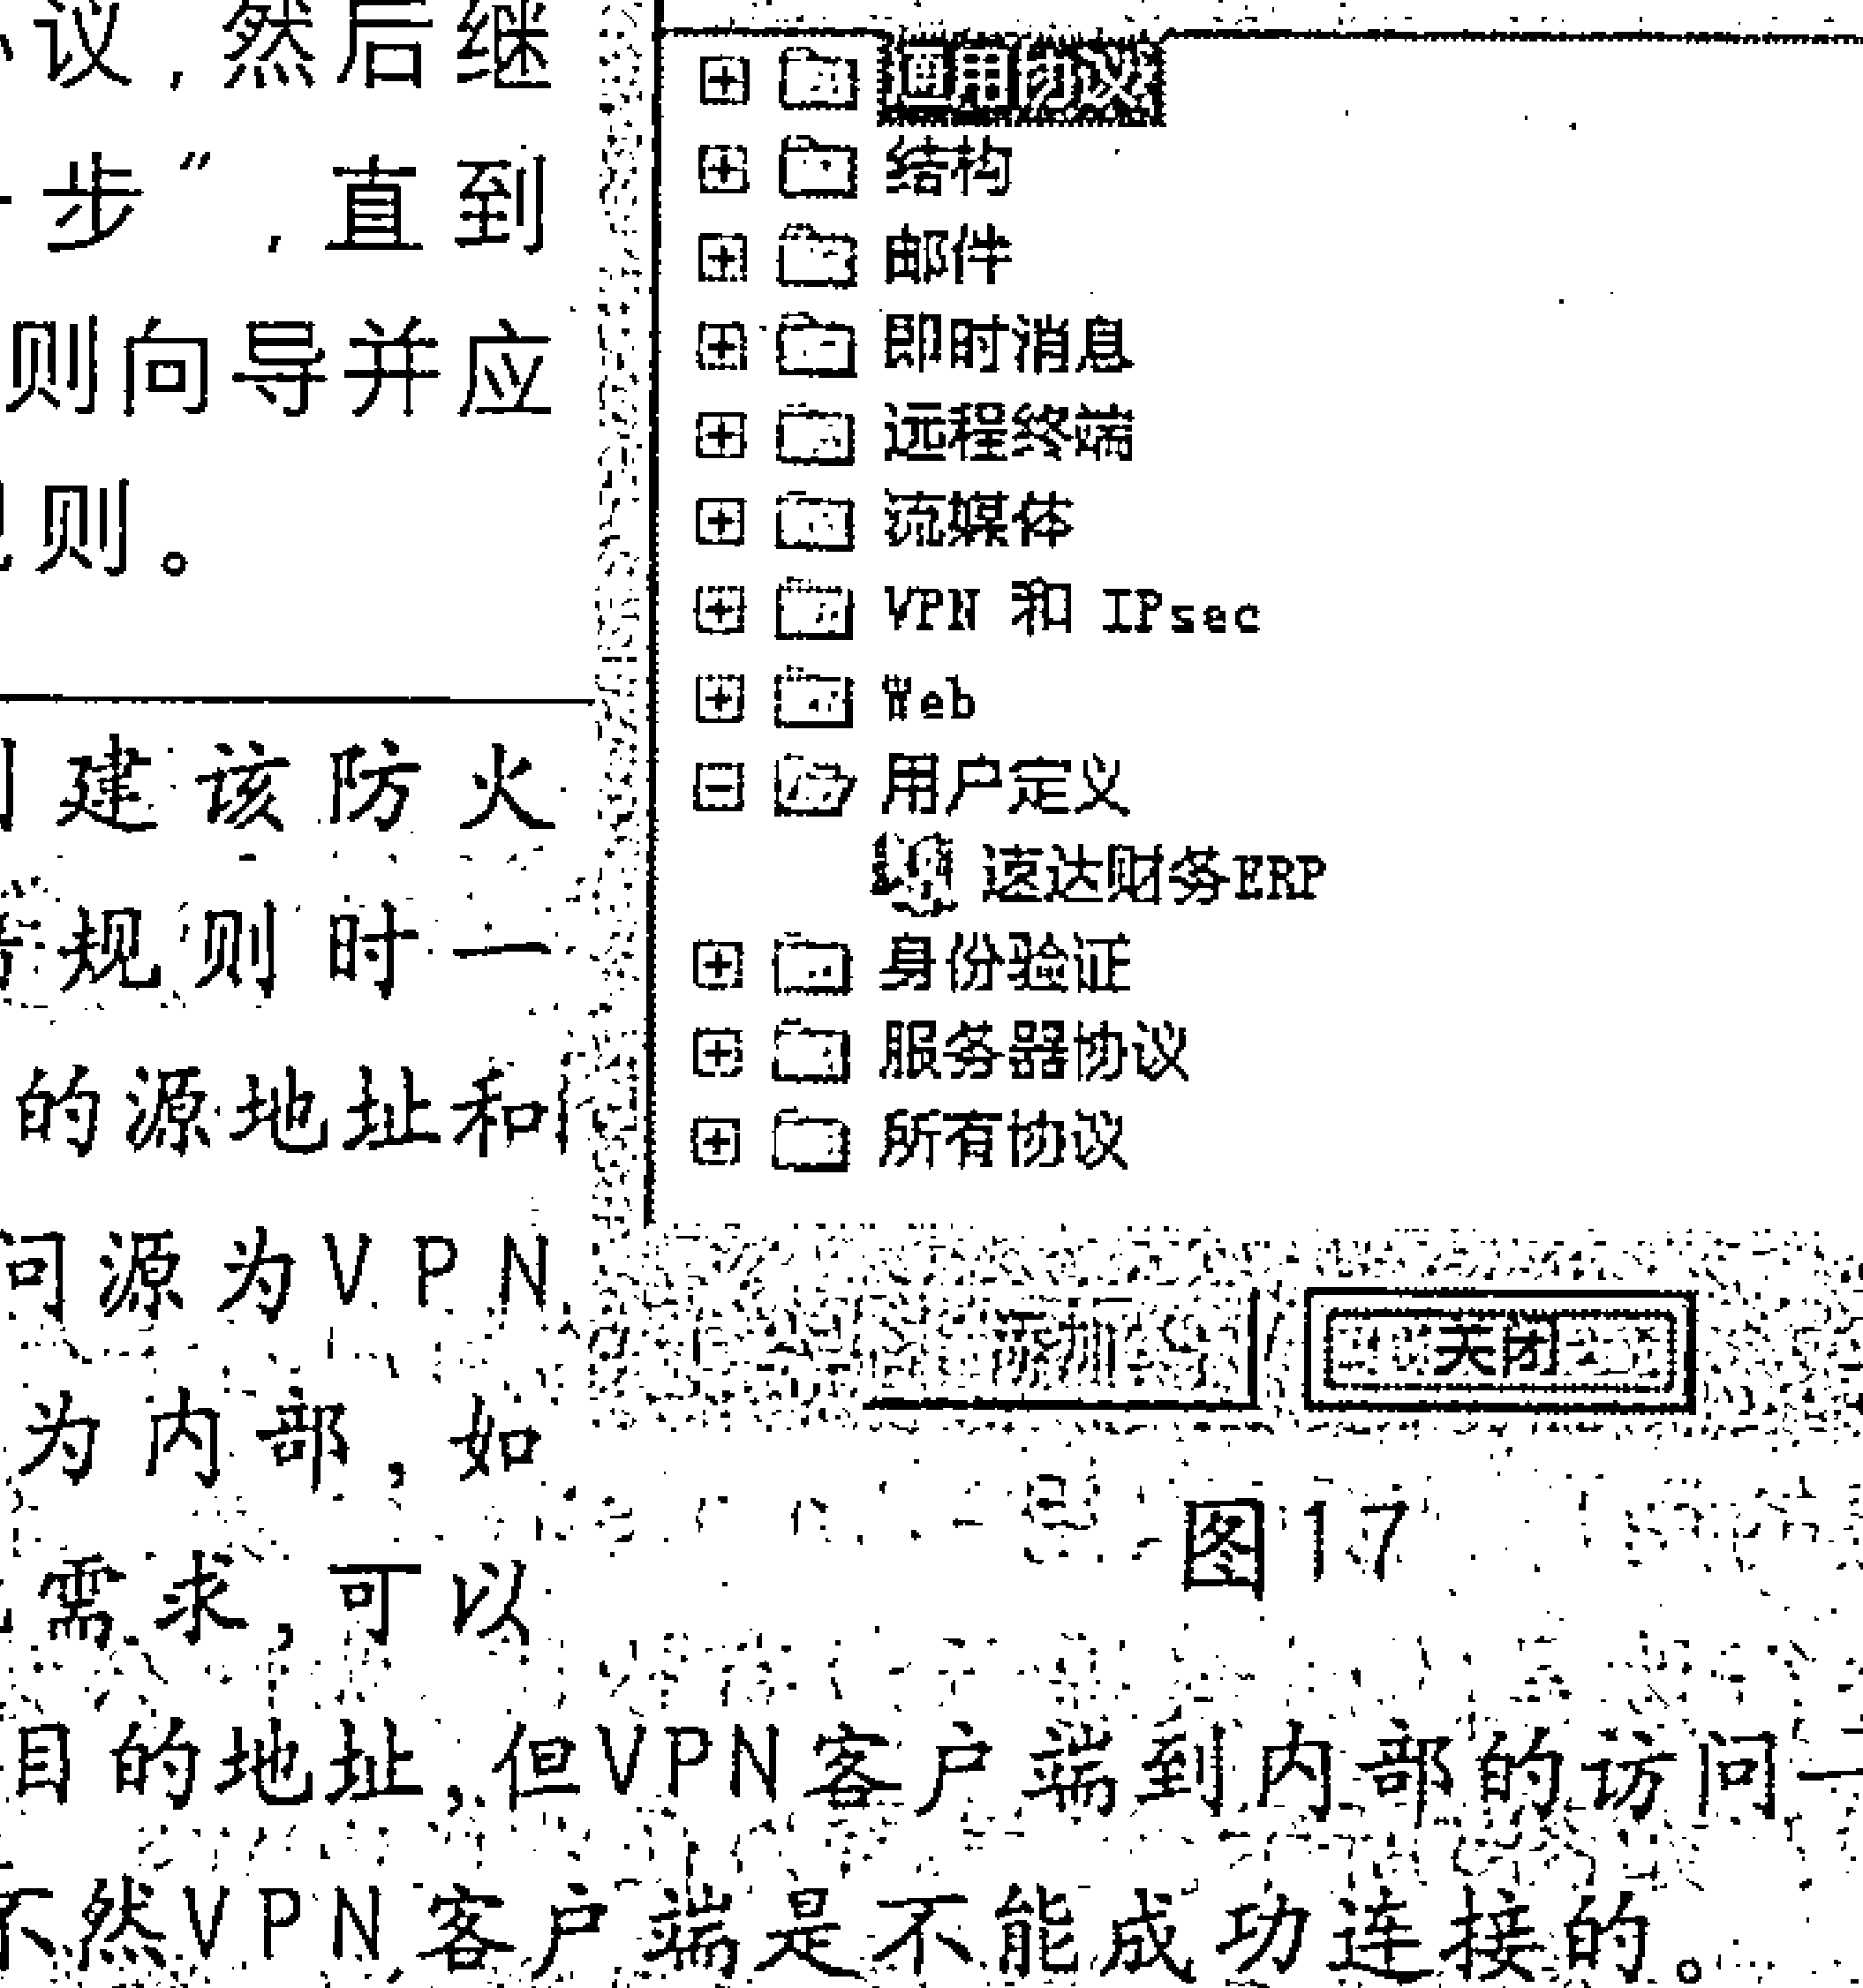 议,然后继
步”,直到
则向导并应
则。
建该防火
规则时一
的源地址和
问源为VPN
为内部,如
需求,可以
目的地址,但VPN客户端到内部的访问一
不然VPN客户端是不能成功连接的。
通用协议
结构
邮件
即时消息
远程终端
流媒体
VPN 和 IPsec
Web
用户定义
速达财务ERP
身份验证
服务器协议
所有协议
添加
关闭
图17